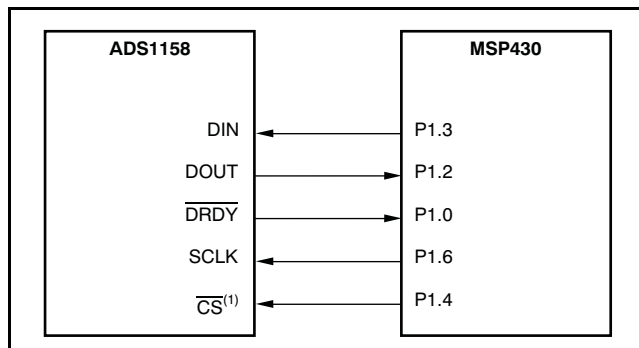 ADS1158 MSP430
DIN P1.3
DOUT P1.2
DRDY P1.0
SCLK P1.6
CS(1) P1.4